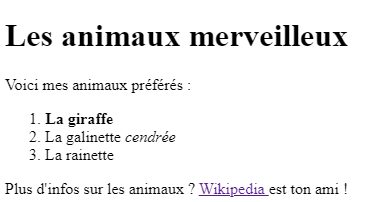 Les animaux merveilleux
Voici mes animaux préférés :
1. La giraffe
2. La galinette cendrée
3. La rainette
Plus d'infos sur les animaux ? Wikipedia est ton ami !